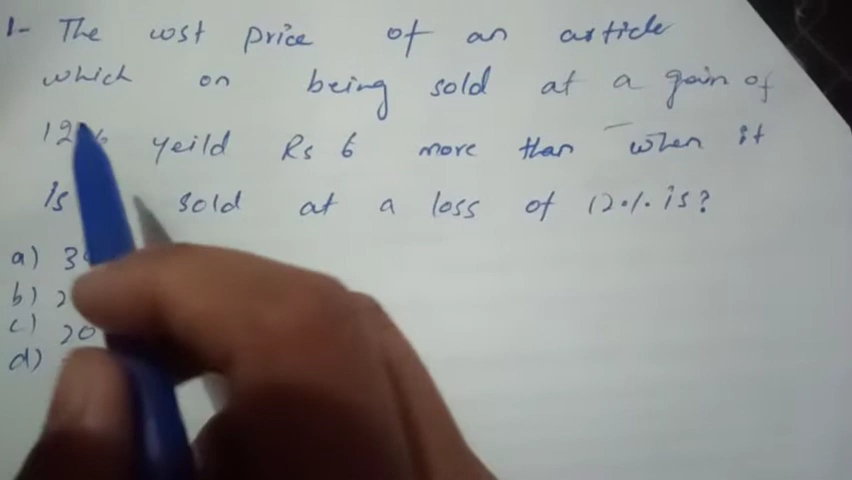 1- The cost price of an article
which on being sold at a gain of
12% yeild Rs 6 more than when it
is sold at a loss of 12% is?
a) 
b) 2
c) 20
d)